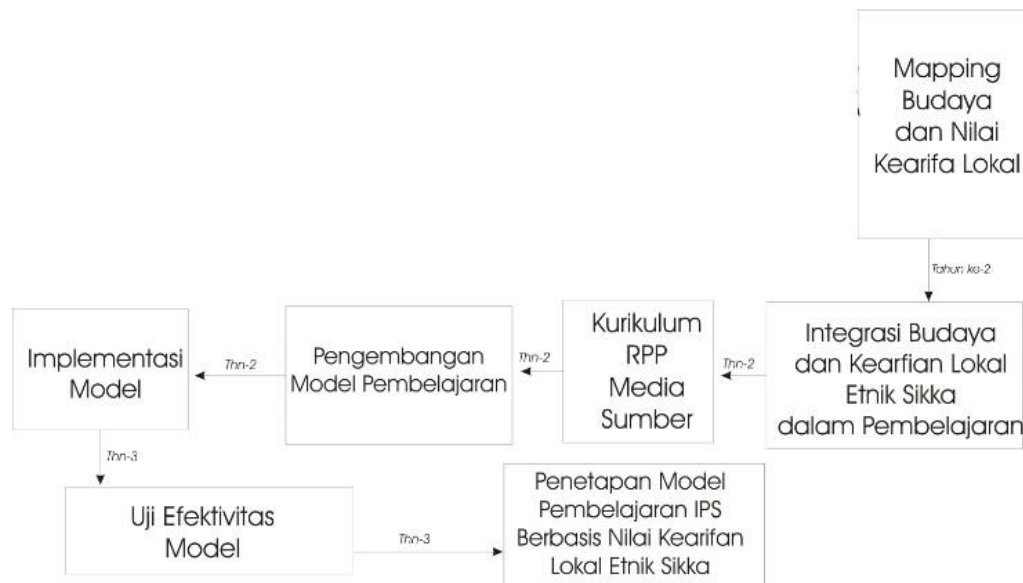 Mapping
Budaya
dan Nilai
Kearifa Lokal
Tahun ke-2
Integrasi Budaya
dan Kearfian Lokal
Etnik Sikka
dalam Pembelajaran
Thn-2
Kurikulum
RPP
Media
Sumber
Thn-2
Pengembangan
Model Pembelajaran
Thn-2
Implementasi
Model
Thn-3
Uji Efektivitas
Model
Thn-3
Penetapan Model
Pembelajaran IPS
Berbasis Nilai Kearifan
Lokal Etnik Sikka